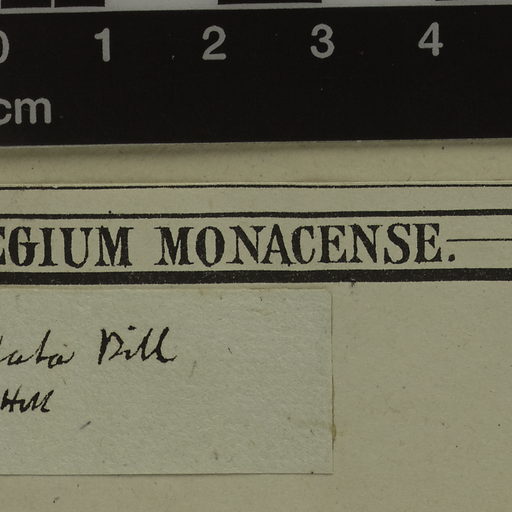 0 1 2 3 4
cm
EGIUM MONACENSE.
lata Dill
Hill